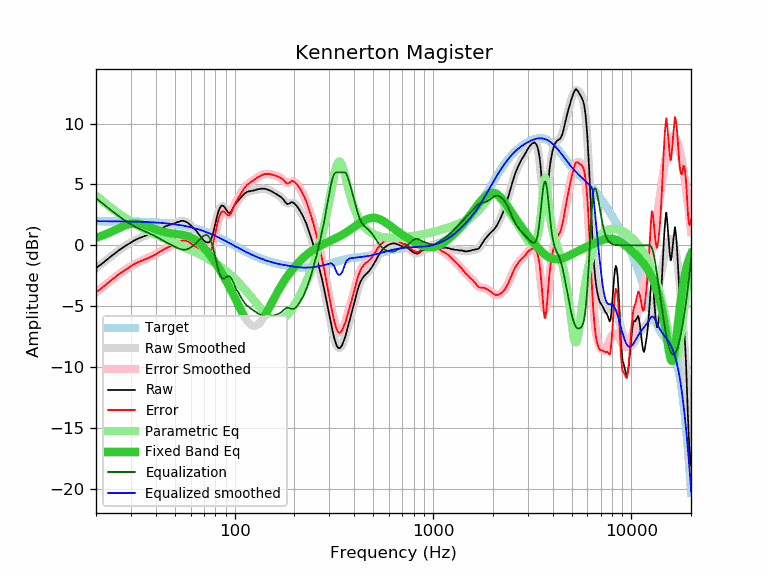 Kennerton Magister
Amplitude (dBr)
10
5
0
−5
−10
−15
−20
Target
Raw Smoothed
Error Smoothed
Raw
Error
Parametric Eq
Fixed Band Eq
Equalization
Equalized smoothed
100
1000
10000
Frequency (Hz)